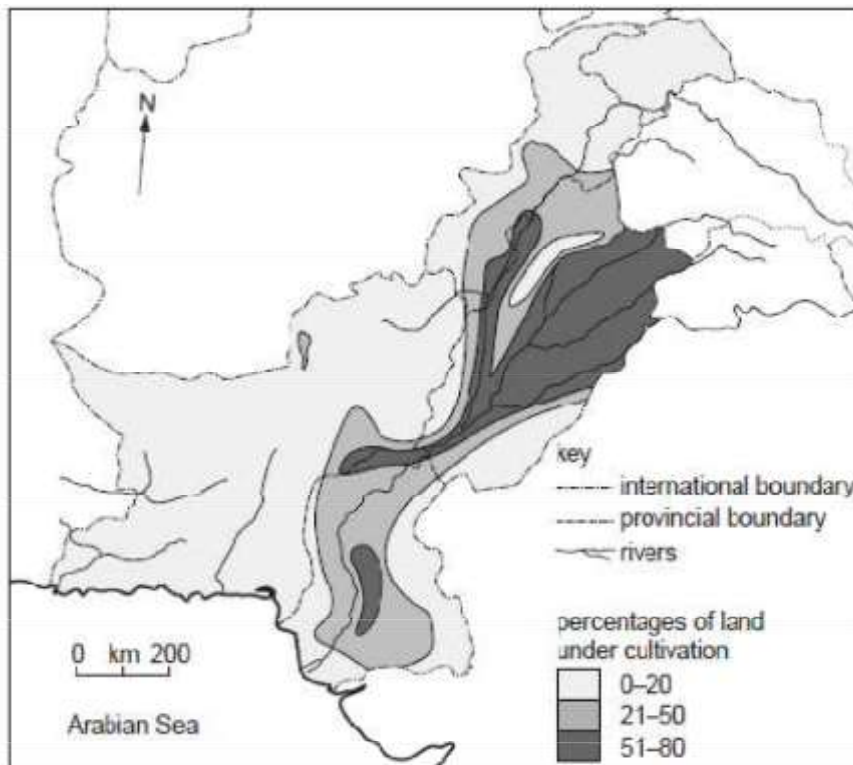 N
key
international boundary
provincial boundary
rivers
0 km 200
percentages of land
under cultivation
0–20
21–50
51–80
Arabian Sea